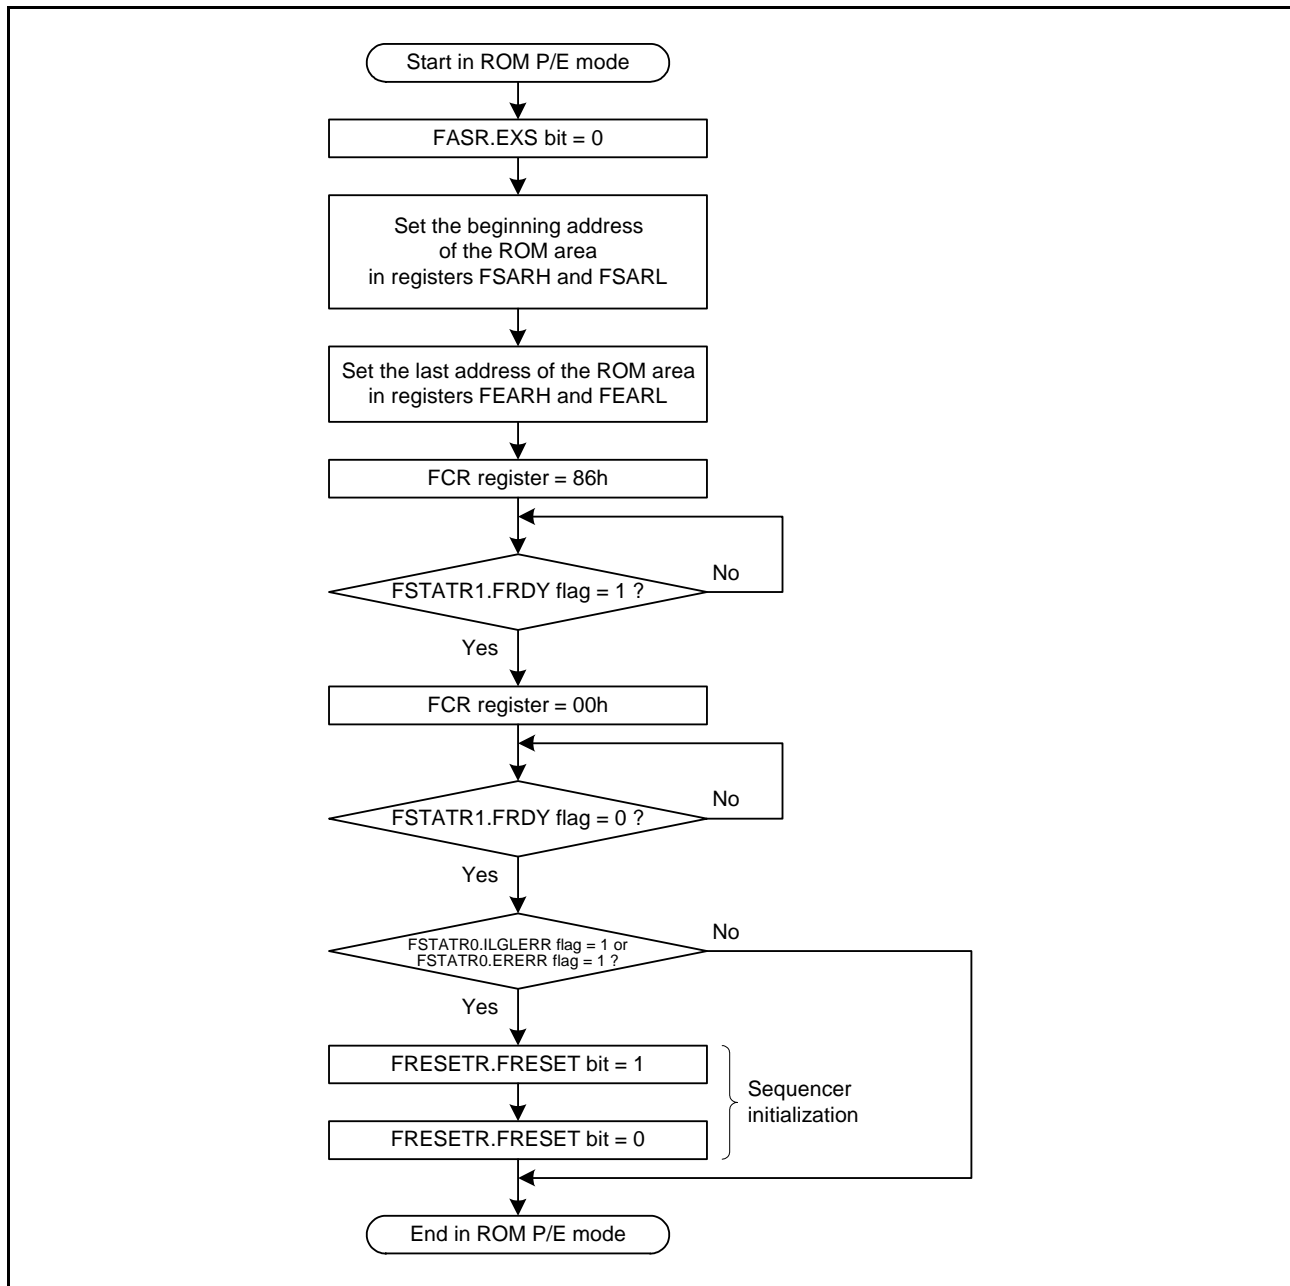 Start in ROM P/E mode
FASR.EXS bit = 0
Set the beginning address
of the ROM area
in registers FSARH and FSARL
Set the last address of the ROM area
in registers FEARH and FEARL
FCR register = 86h
FSTATR1.FRDY flag = 1 ?
No
Yes
FCR register = 00h
FSTATR1.FRDY flag = 0 ?
No
Yes
FSTATR0.ILGLERR flag = 1 or
FSTATR0.ERERR flag = 1 ?
No
Yes
FRESETR.FRESET bit = 1
FRESETR.FRESET bit = 0
Sequencer
initialization
End in ROM P/E mode